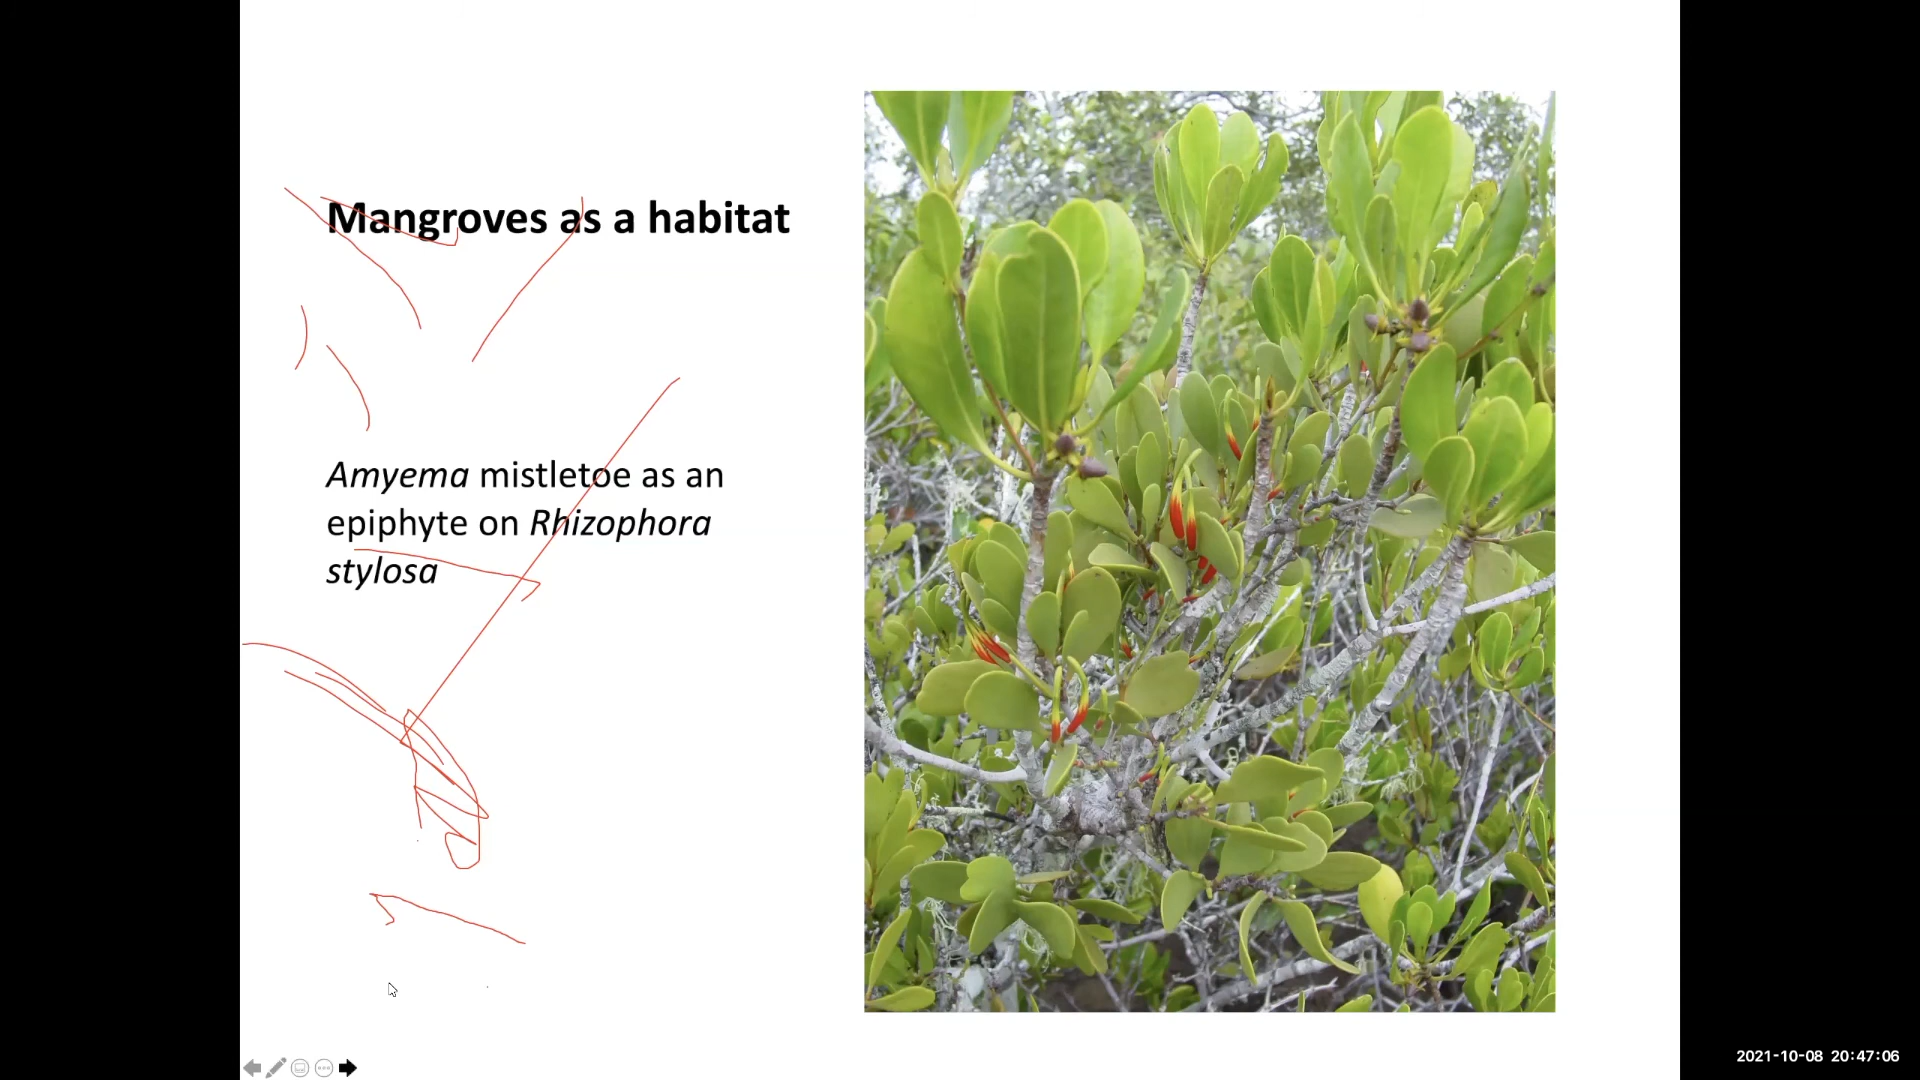 Mangroves as a habitat
Amyema mistletoe as an
epiphyte on Rhizophora
stylosa
2021-10-08 20:47:06